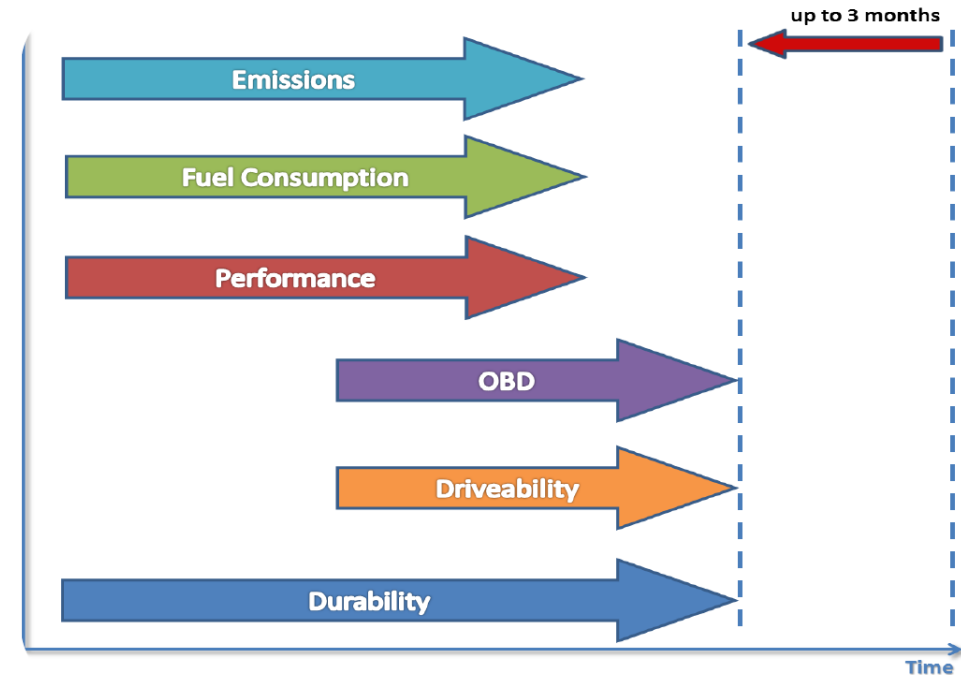 up to 3 months
Emissions
Fuel Consumption
Performance
OBD
Driveability
Durability
Time